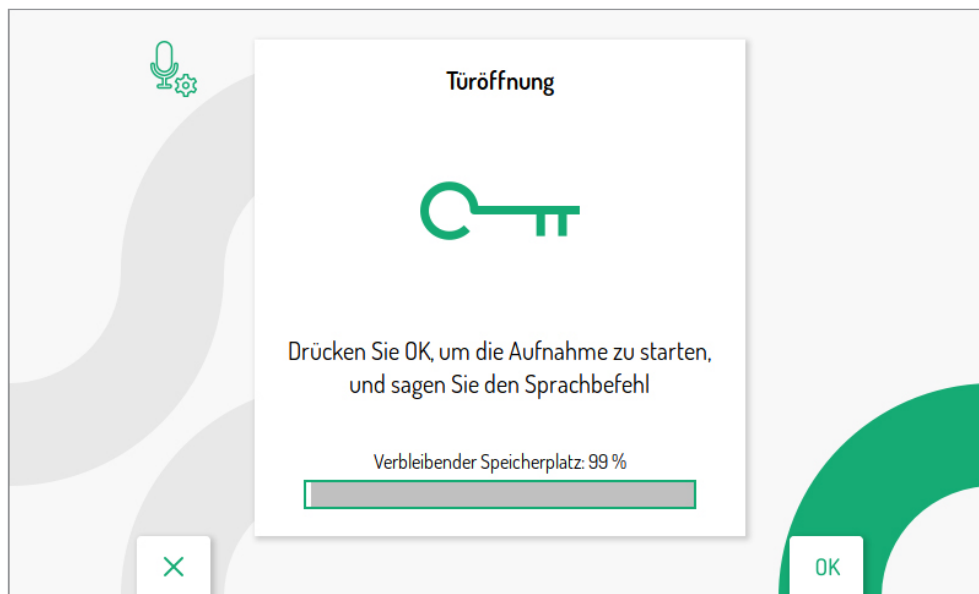 Türöffnung
Drücken Sie OK, um die Aufnahme zu starten,
und sagen Sie den Sprachbefehl
Verbleibender Speicherplatz: 99 %
OK